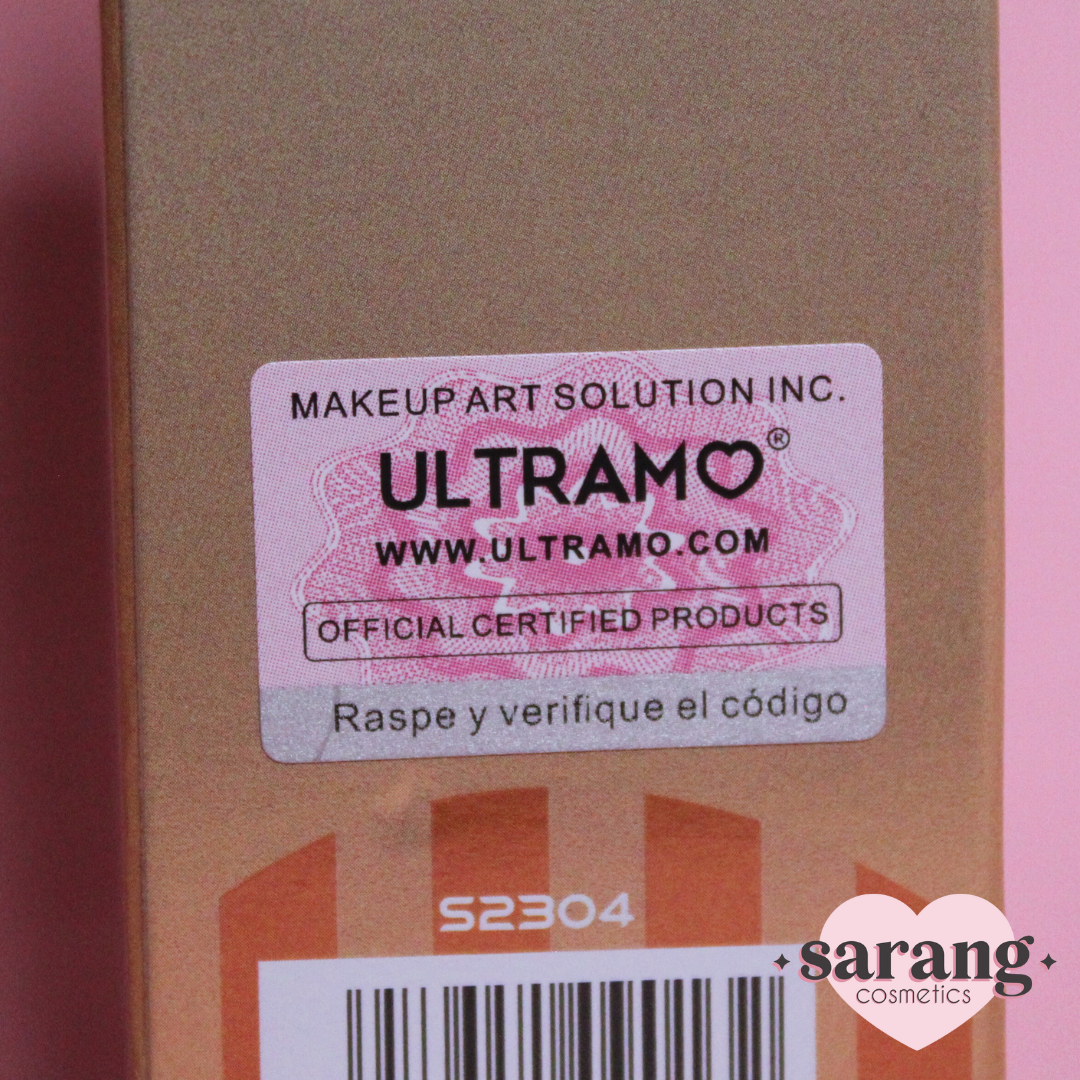 MAKEUP ART SOLUTION INC.
ULTRAMO®
WWW.ULTRAMO.COM
OFFICIAL CERTIFIED PRODUCTS
Raspe y verifique el código
S2304
sarang
cosmetics